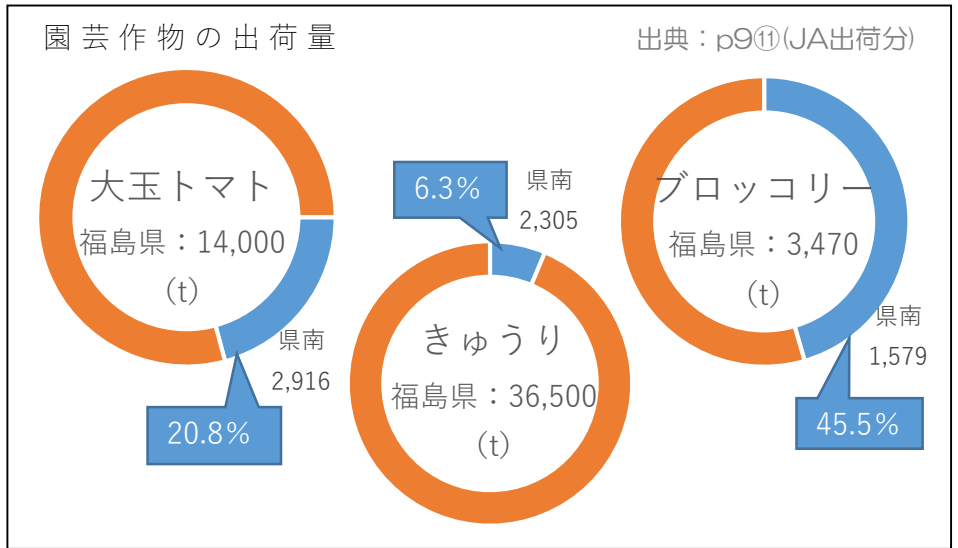 園芸作物の出荷量
出典：p9⑪(JA出荷分)
大玉トマト
福島県：14,000
(t)
県南
2,916
20.8%
6.3%
県南
2,305
きゅうり
福島県：36,500
(t)
ブロッコリー
福島県：3,470
(t)
県南
1,579
45.5%